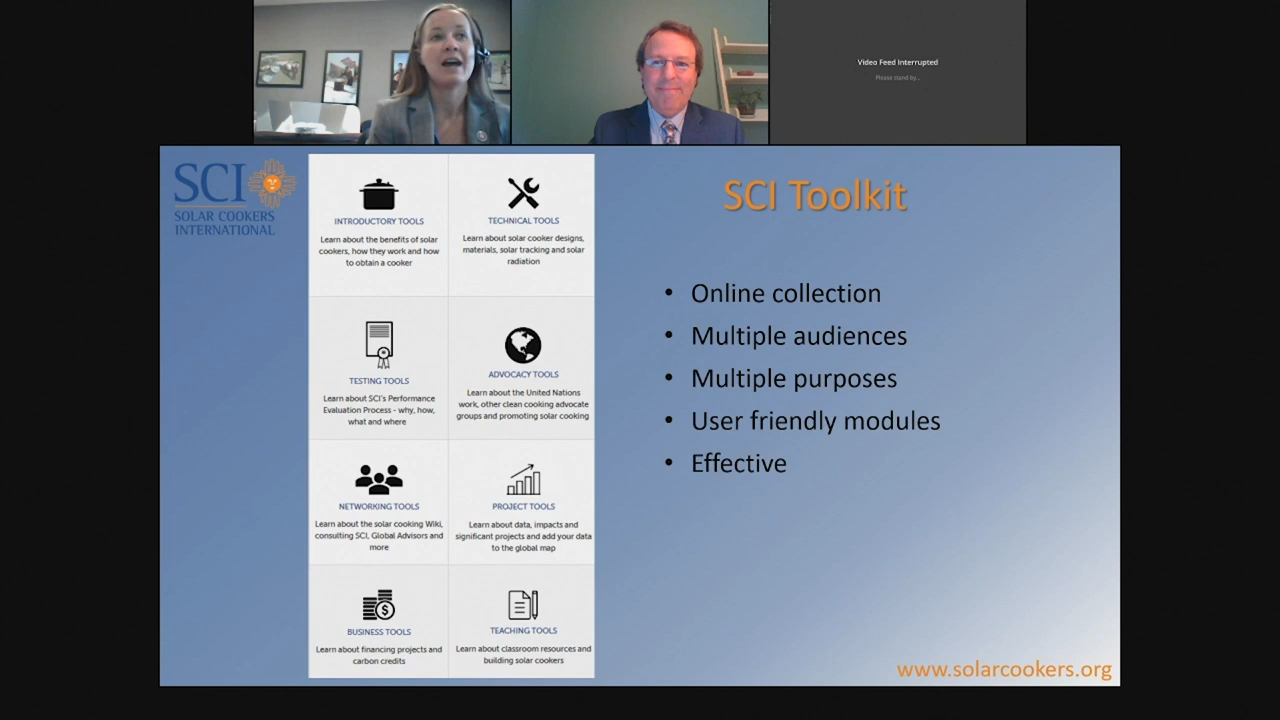 Video Feed Interrupted
Please stand by...
SCI
SOLAR COOKERS
INTERNATIONAL
INTRODUCTORY TOOLS
Learn about the benefits of solar
cookers, how they work and how
to obtain a cooker
TECHNICAL TOOLS
Learn about solar cooker designs,
materials, solar tracking and solar
radiation
TESTING TOOLS
Learn about SCI's Performance
Evaluation Process - why, how,
what and where
ADVOCACY TOOLS
Learn about the United Nations
work, other clean cooking advocate
groups and promoting solar cooking
NETWORKING TOOLS
Learn about the solar cooking Wiki,
consulting SCI, Global Advisors and
more
PROJECT TOOLS
Learn about data, impacts and
significant projects and add your data
to the global map
BUSINESS TOOLS
Learn about financing projects and
carbon credits
TEACHING TOOLS
Learn about classroom resources and
building solar cookers
SCI Toolkit
• Online collection
• Multiple audiences
• Multiple purposes
• User friendly modules
• Effective
www.solarcookers.org